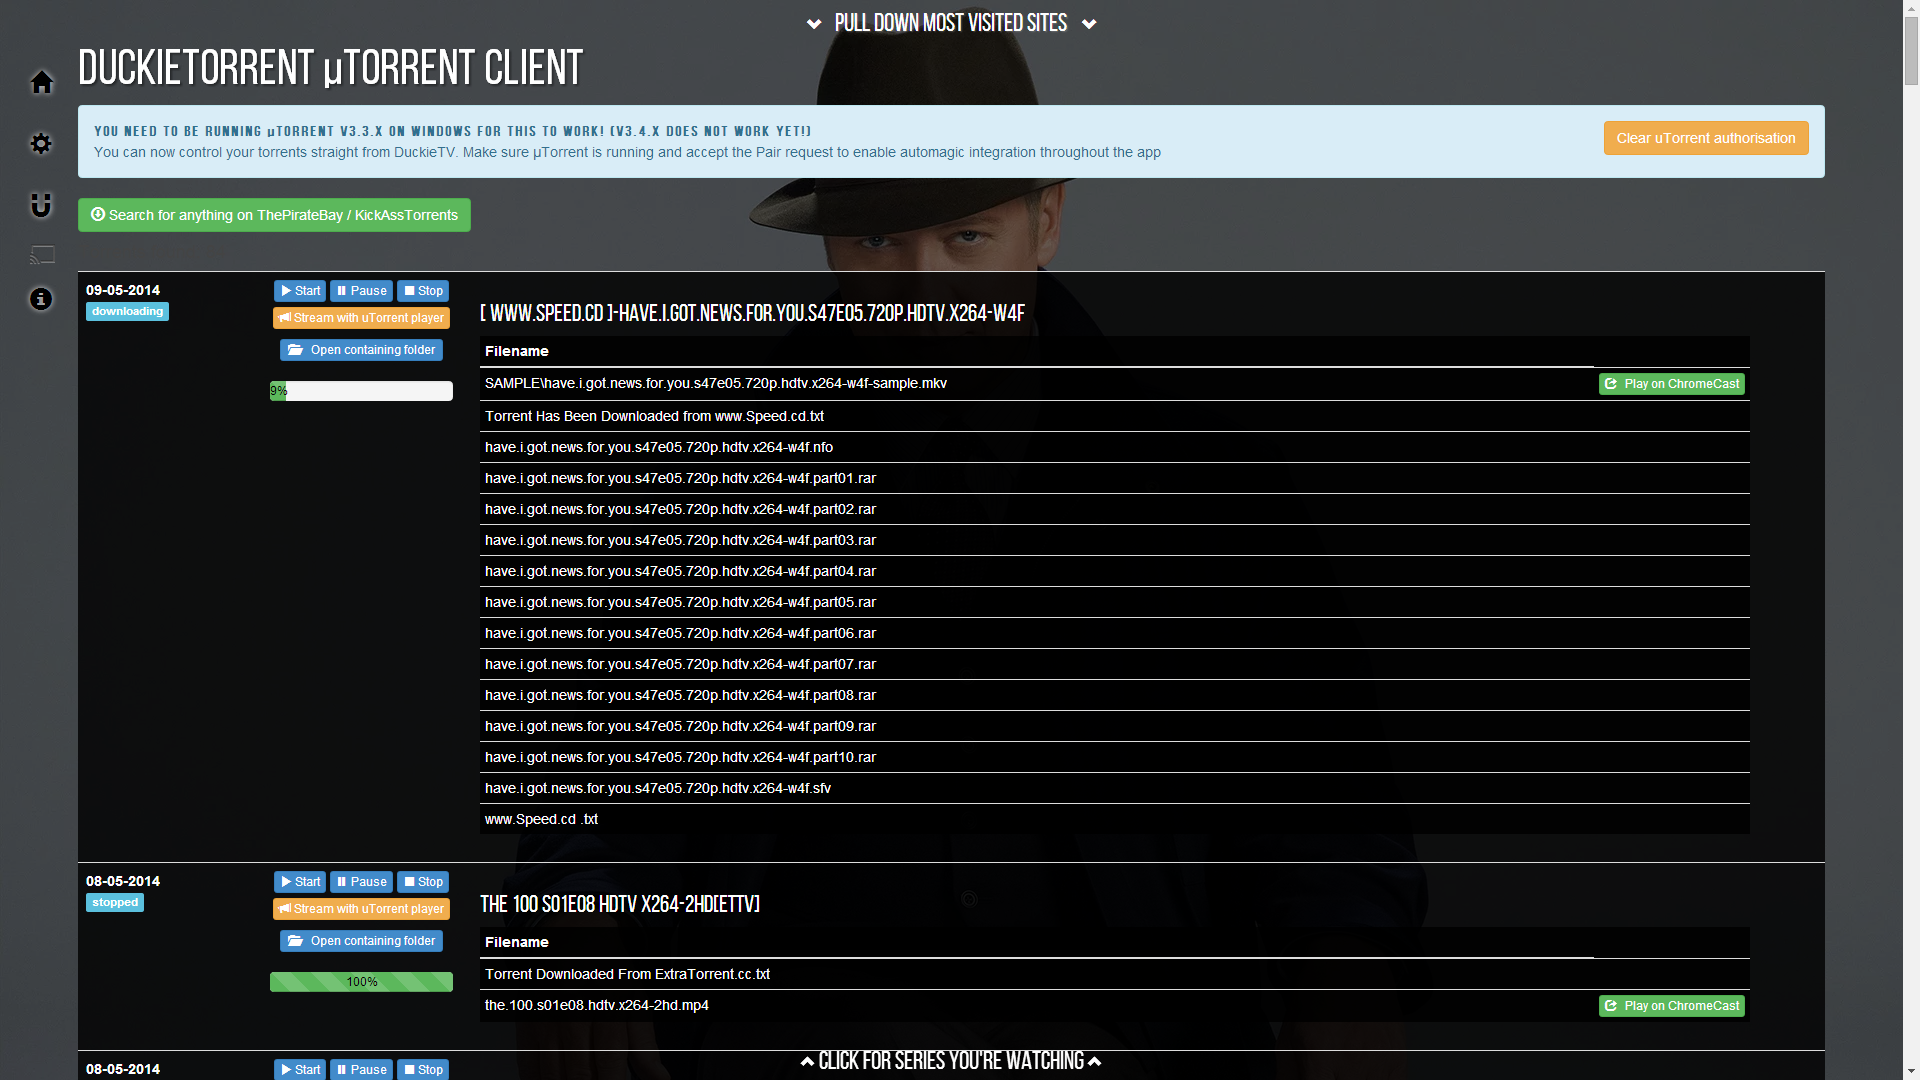 PULL DOWN MOST VISITED SITES
DUCKIETORRENT µTORRENT CLIENT
YOU NEED TO BE RUNNING µTORRENT V3.3.X ON WINDOWS FOR THIS TO WORK! (V3.4.X DOES NOT WORK YET!)
You can now control your torrents straight from DuckieTV. Make sure µTorrent is running and accept the Pair request to enable automagic integration throughout the app
Clear uTorrent authorisation
Search for anything on ThePirateBay / KickAssTorrents
09-05-2014
downloading
Start Pause Stop
Stream with uTorrent player
Open containing folder
9%
[ WWW.SPEED.CD ]-HAVE.I.GOT.NEWS.FOR.YOU.S47E05.720P.HDTV.X264-W4F
Filename
SAMPLE\have.i.got.news.for.you.s47e05.720p.hdtv.x264-w4f-sample.mkv Play on ChromeCast
Torrent Has Been Downloaded from www.Speed.cd.txt
have.i.got.news.for.you.s47e05.720p.hdtv.x264-w4f.nfo
have.i.got.news.for.you.s47e05.720p.hdtv.x264-w4f.part01.rar
have.i.got.news.for.you.s47e05.720p.hdtv.x264-w4f.part02.rar
have.i.got.news.for.you.s47e05.720p.hdtv.x264-w4f.part03.rar
have.i.got.news.for.you.s47e05.720p.hdtv.x264-w4f.part04.rar
have.i.got.news.for.you.s47e05.720p.hdtv.x264-w4f.part05.rar
have.i.got.news.for.you.s47e05.720p.hdtv.x264-w4f.part06.rar
have.i.got.news.for.you.s47e05.720p.hdtv.x264-w4f.part07.rar
have.i.got.news.for.you.s47e05.720p.hdtv.x264-w4f.part08.rar
have.i.got.news.for.you.s47e05.720p.hdtv.x264-w4f.part09.rar
have.i.got.news.for.you.s47e05.720p.hdtv.x264-w4f.part10.rar
have.i.got.news.for.you.s47e05.720p.hdtv.x264-w4f.sfv
www.Speed.cd .txt
08-05-2014
stopped
Start Pause Stop
Stream with uTorrent player
Open containing folder
100%
THE 100 S01E08 HDTV X264-2HD[ETTV]
Filename
Torrent Downloaded From ExtraTorrent.cc.txt
the.100.s01e08.hdtv.x264-2hd.mp4 Play on ChromeCast
08-05-2014
Start Pause Stop
CLICK FOR SERIES YOU'RE WATCHING